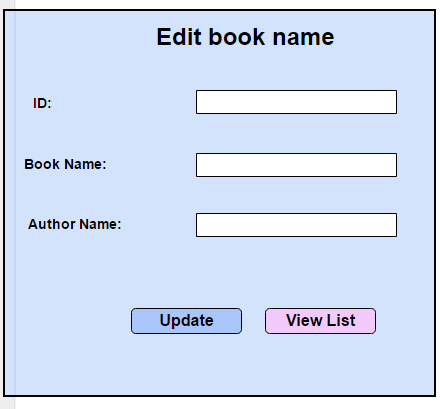 Edit book name
ID:
Book Name:
Author Name:
Update View List